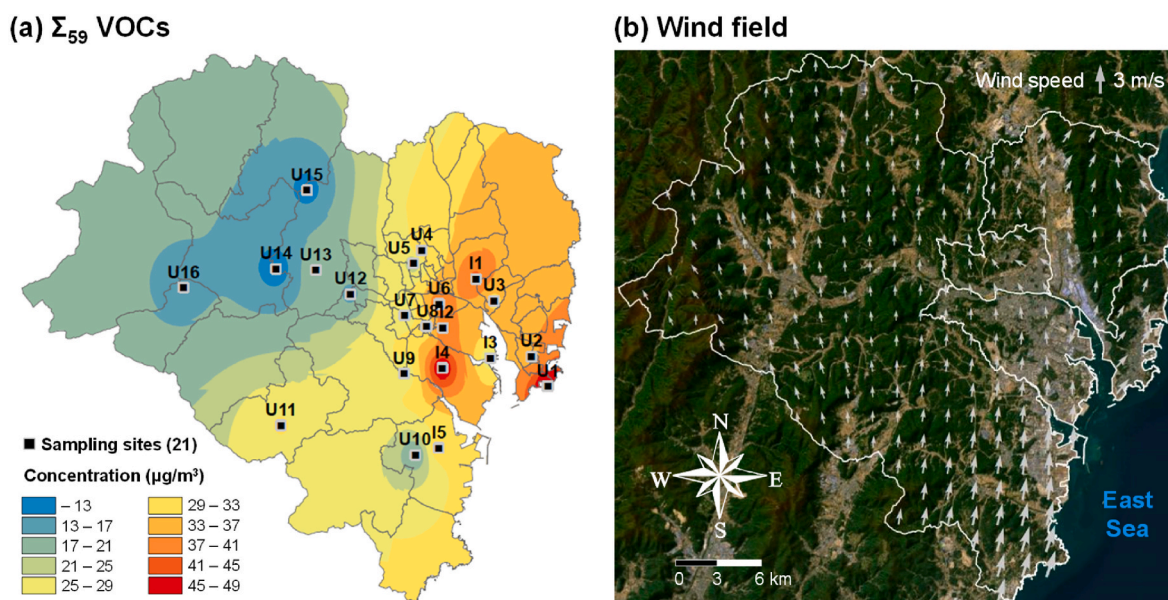 (a) Σ59 VOCs
U15
U4
U5
U14
U13
I1
U16
U12
U3
U6
U7
U8
I2
I3
U2
U9
I4
U1
U11
U10
I5
Sampling sites (21)
Concentration (μg/m³)
– 13
13 – 17
17 – 21
21 – 25
25 – 29
29 – 33
33 – 37
37 – 41
41 – 45
45 – 49
(b) Wind field
Wind speed 3 m/s
N
W E
S
0 3 6 km
East
Sea